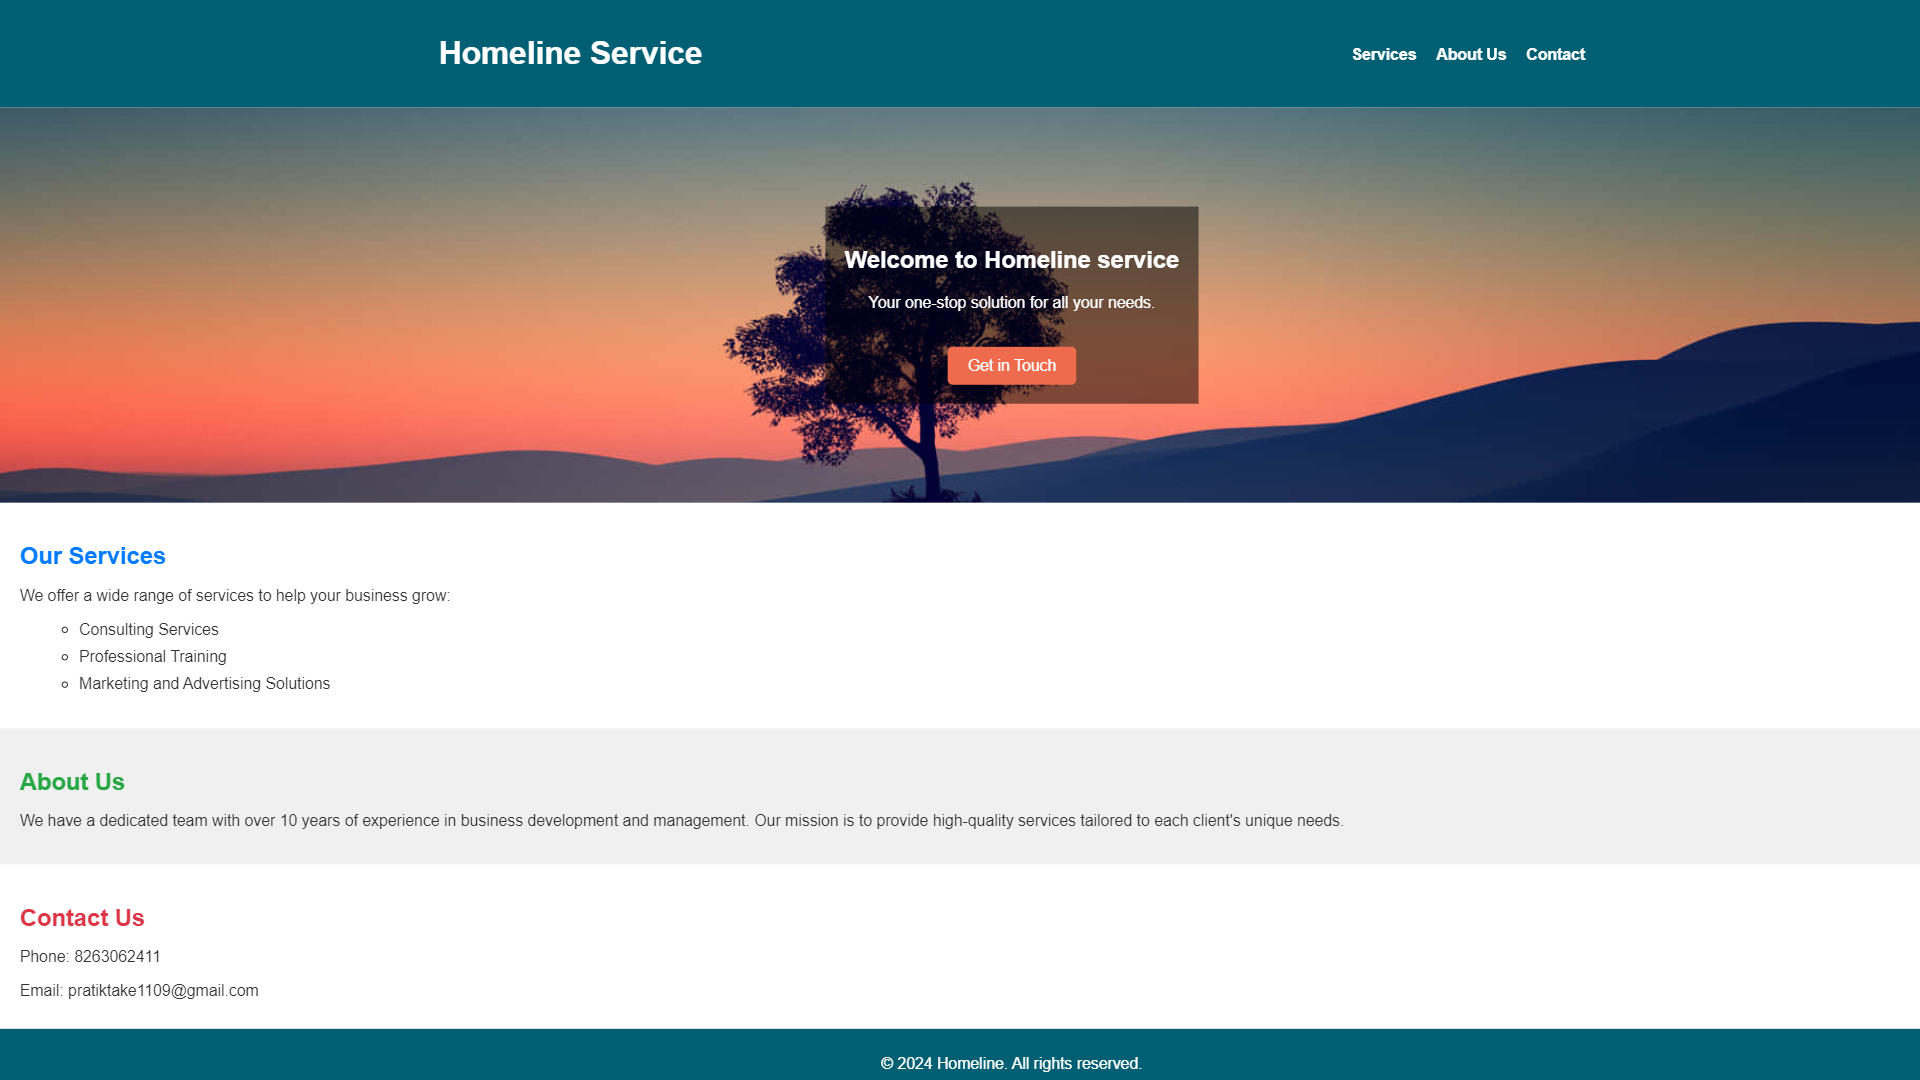 Homeline Service
Services About Us Contact
Welcome to Homeline service
Your one-stop solution for all your needs.
Get in Touch
Our Services
We offer a wide range of services to help your business grow:
Consulting Services
Professional Training
Marketing and Advertising Solutions
About Us
We have a dedicated team with over 10 years of experience in business development and management. Our mission is to provide high-quality services tailored to each client's unique needs.
Contact Us
Phone: 8263062411
Email: pratiktake1109@gmail.com
© 2024 Homeline. All rights reserved.